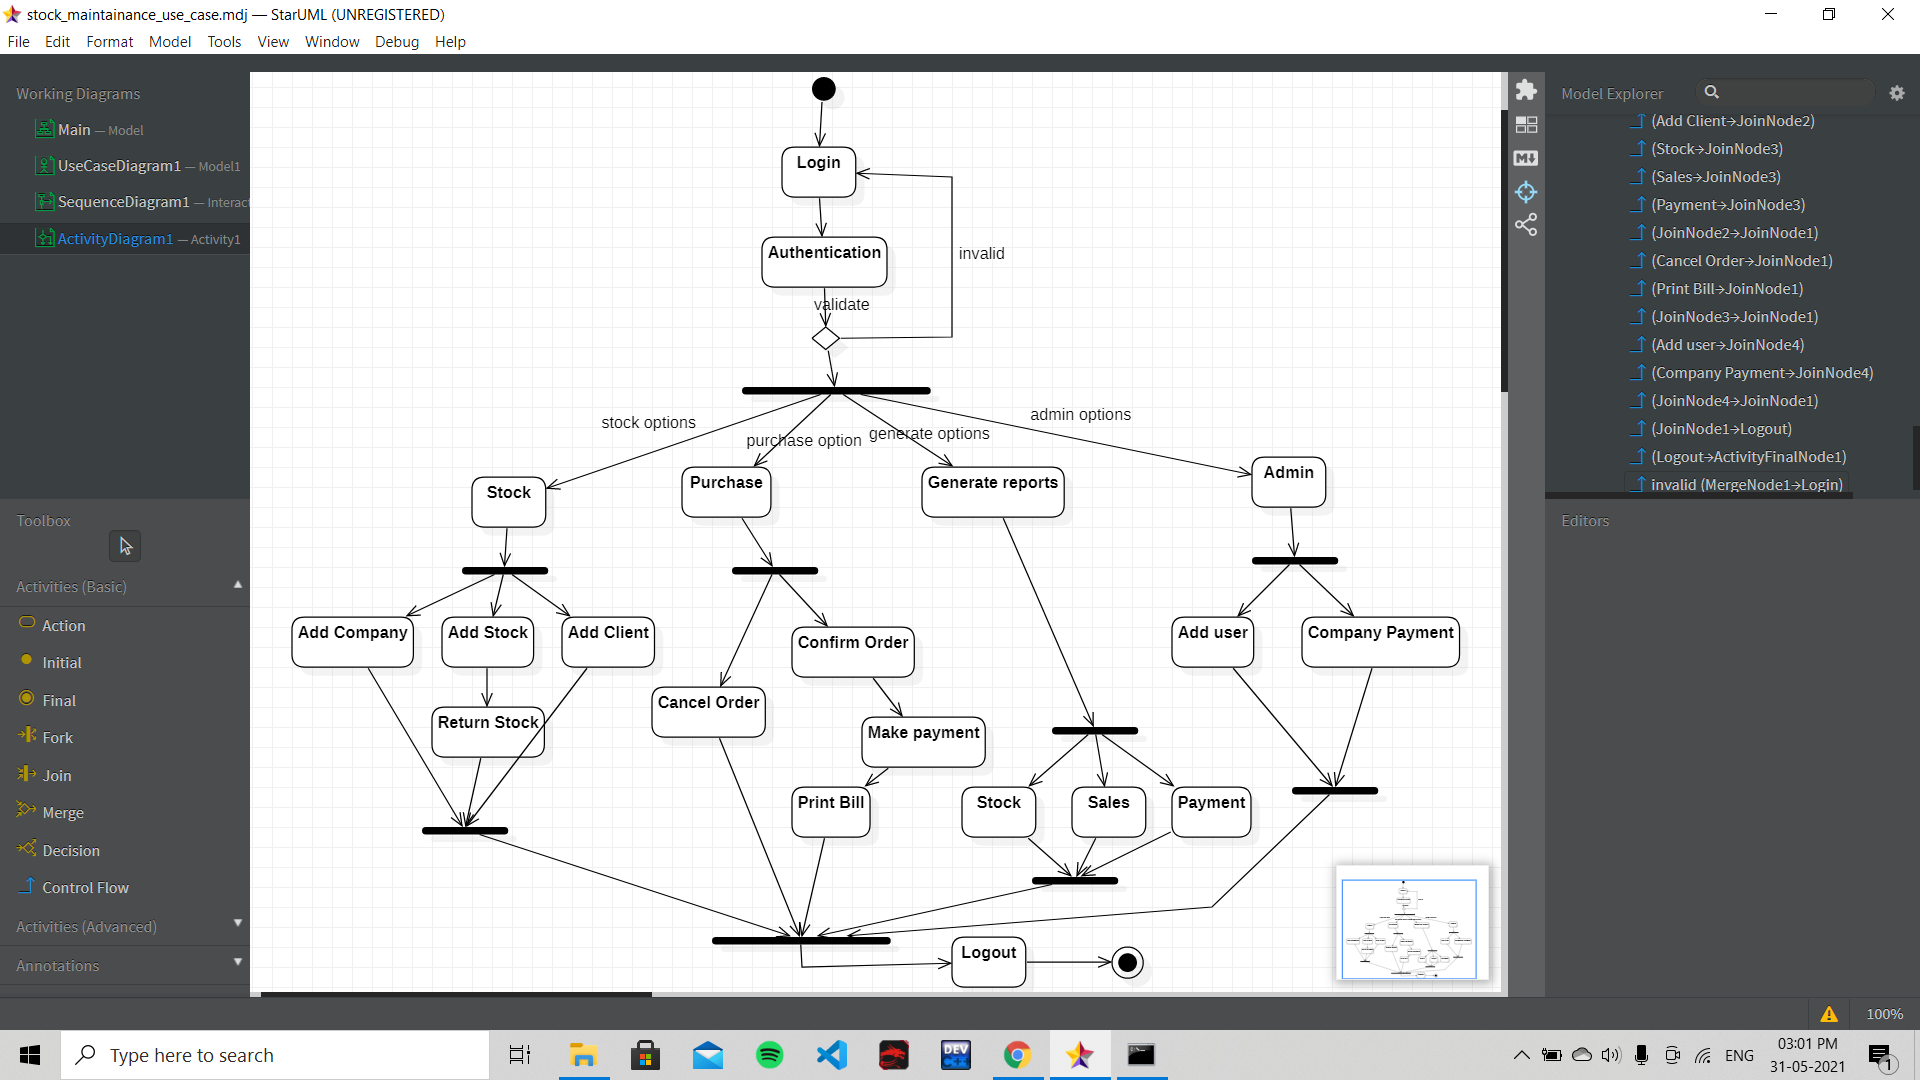 stock_maintainance_use_case.mdj — StarUML (UNREGISTERED)
File Edit Format Model Tools View Window Debug Help
Working Diagrams
Main — Model
UseCaseDiagram1 — Model1
SequenceDiagram1 — Interact
ActivityDiagram1 — Activity1
Toolbox
Activities (Basic)
Action
Initial
Final
Fork
Join
Merge
Decision
Control Flow
Activities (Advanced)
Annotations
Login
Authentication
invalid
validate
stock options
purchase option
generate options
admin options
Stock
Purchase
Generate reports
Admin
Add Company
Add Stock
Add Client
Confirm Order
Add user
Company Payment
Return Stock
Cancel Order
Make payment
Print Bill
Stock
Sales
Payment
Logout
Model Explorer
(Add Client→JoinNode2)
(Stock→JoinNode3)
(Sales→JoinNode3)
(Payment→JoinNode3)
(JoinNode2→JoinNode1)
(Cancel Order→JoinNode1)
(Print Bill→JoinNode1)
(JoinNode3→JoinNode1)
(Add user→JoinNode4)
(Company Payment→JoinNode4)
(JoinNode4→JoinNode1)
(JoinNode1→Logout)
(Logout→ActivityFinalNode1)
invalid (MergeNode1→Login)
Editors
100%
Type here to search
DEV C++
ENG
03:01 PM
31-05-2021
1